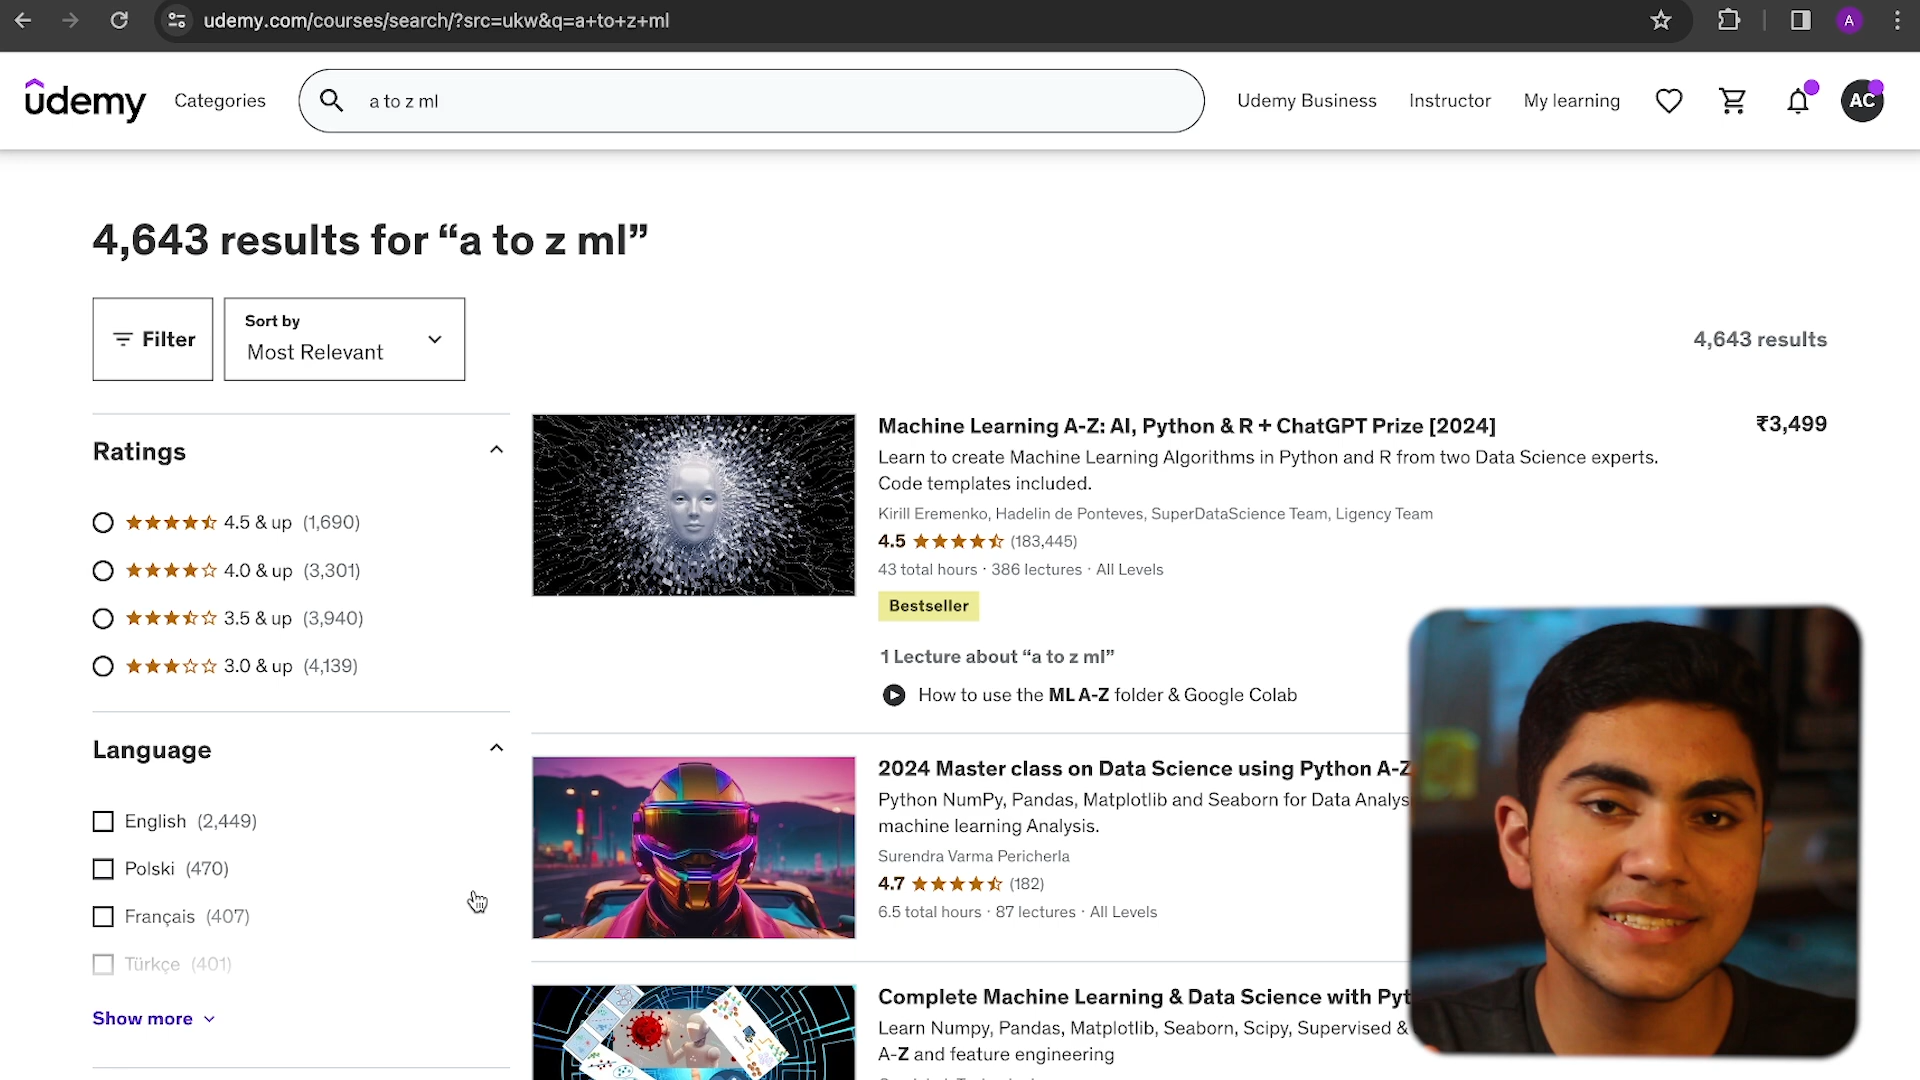 udemy.com/courses/search/?src=ukw&q=a+to+z+ml
A
udemy
Categories
a to z ml
Udemy Business
Instructor
My learning
AC
4,643 results for “a to z ml”
Filter
Sort by
Most Relevant
4,643 results
Ratings
4.5 & up (1,690)
4.0 & up (3,301)
3.5 & up (3,940)
3.0 & up (4,139)
Language
English (2,449)
Polski (470)
Français (407)
Türkçe (401)
Show more
Machine Learning A-Z: AI, Python & R + ChatGPT Prize [2024]
₹3,499
Learn to create Machine Learning Algorithms in Python and R from two Data Science experts.
Code templates included.
Kirill Eremenko, Hadelin de Ponteves, SuperDataScience Team, Ligency Team
4.5 (183,445)
43 total hours · 386 lectures · All Levels
Bestseller
1 Lecture about “a to z ml”
How to use the ML A-Z folder & Google Colab
2024 Master class on Data Science using Python A-Z
Python NumPy, Pandas, Matplotlib and Seaborn for Data Analys
machine learning Analysis.
Surendra Varma Pericherla
4.7 (182)
6.5 total hours · 87 lectures · All Levels
Complete Machine Learning & Data Science with Pyt
Learn Numpy, Pandas, Matplotlib, Seaborn, Scipy, Supervised &
A-Z and feature engineering